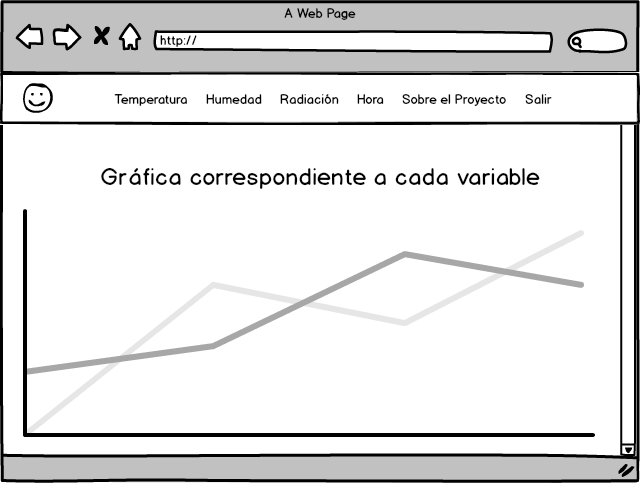 A Web Page
http://
Temperatura Humedad Radiación Hora Sobre el Proyecto Salir
Gráfica correspondiente a cada variable